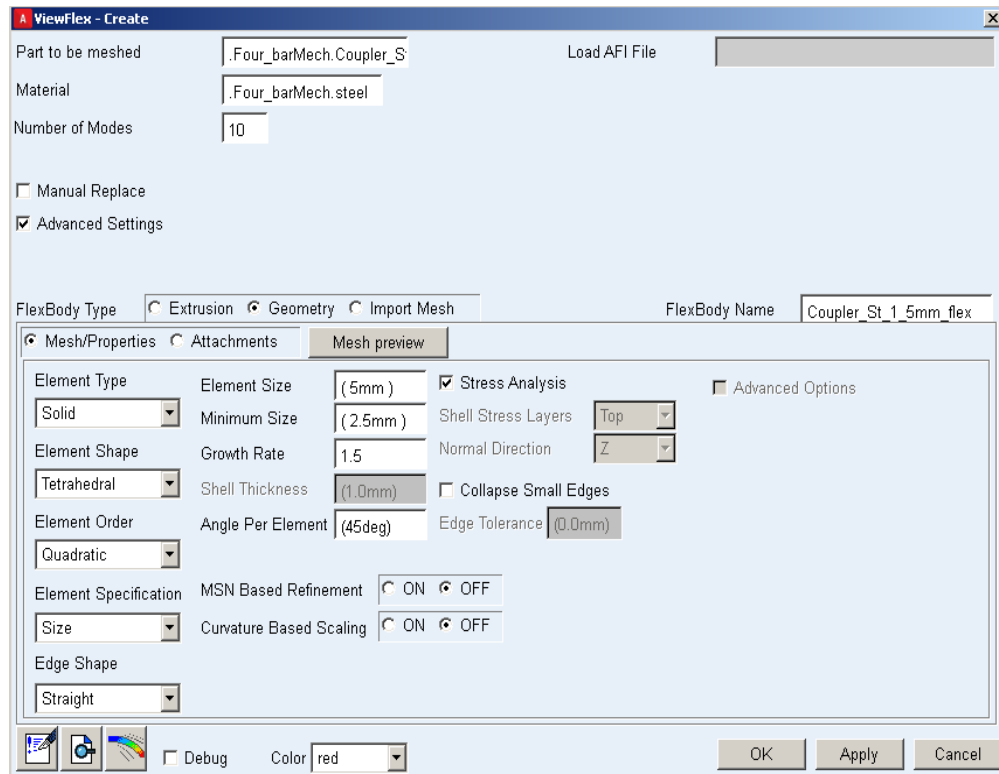 ViewFlex - Create
Part to be meshed .Four_barMech.Coupler_S Load AFI File
Material .Four_barMech.steel
Number of Modes 10
Manual Replace
Advanced Settings
FlexBody Type Extrusion Geometry Import Mesh FlexBody Name Coupler_St_1_5mm_flex
Mesh/Properties Attachments Mesh preview
Element Type Element Size (5mm) Stress Analysis Advanced Options
Solid Minimum Size (2.5mm) Shell Stress Layers Top
Element Shape Growth Rate 1.5 Normal Direction Z
Tetrahedral Shell Thickness (1.0mm) Collapse Small Edges
Element Order Angle Per Element (45deg) Edge Tolerance (0.0mm)
Quadratic
Element Specification MSN Based Refinement ON OFF
Size Curvature Based Scaling ON OFF
Edge Shape
Straight
Debug Color red OK Apply Cancel